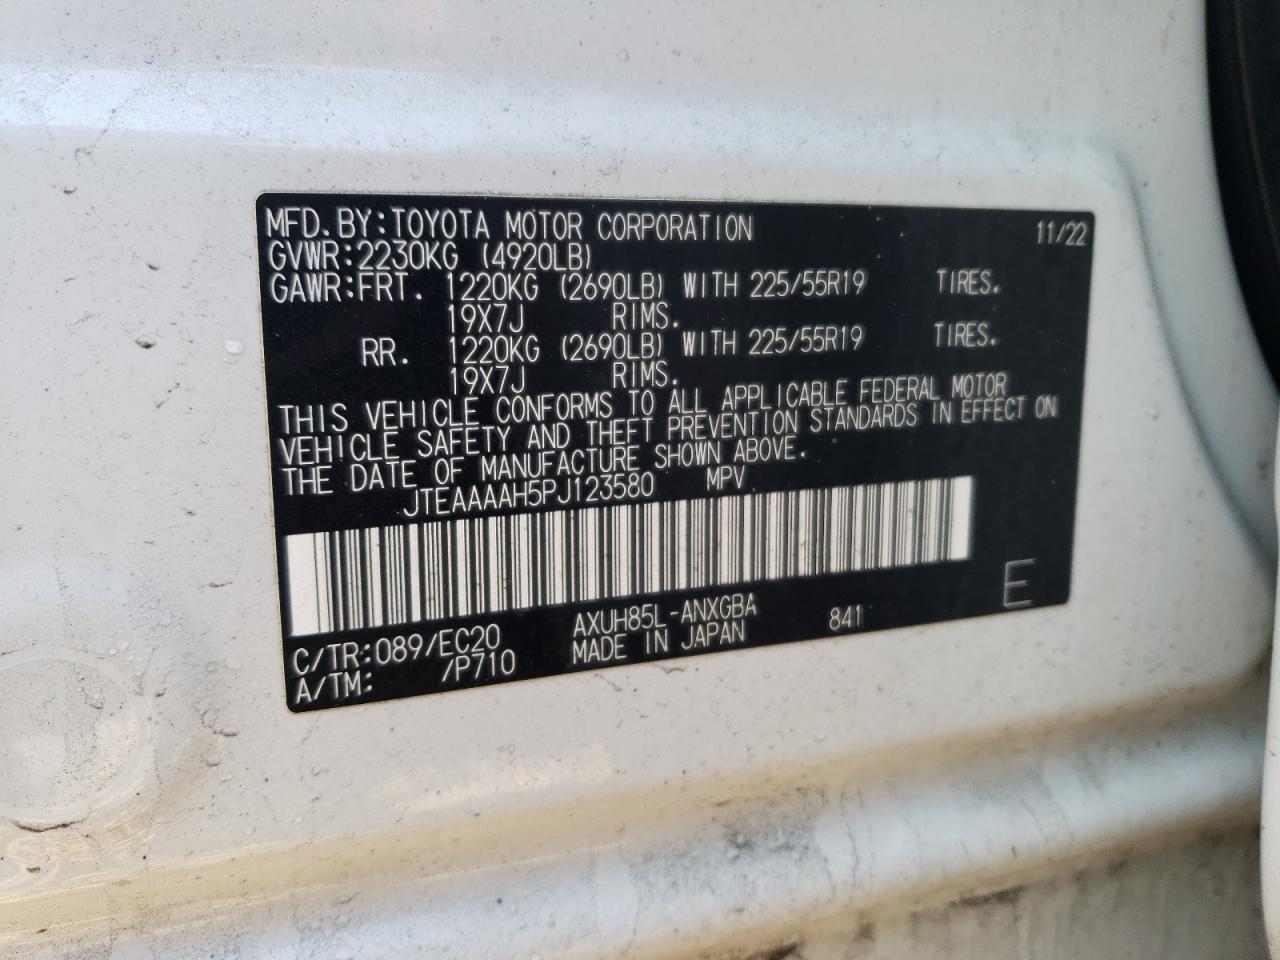 MFD.BY:TOYOTA MOTOR CORPORATION 11/22
GVWR:2230KG (4920LB)
GAWR:FRT. 1220KG (2690LB) WITH 225/55R19 TIRES.
19X7J RIMS.
RR. 1220KG (2690LB) WITH 225/55R19 TIRES.
19X7J RIMS.
THIS VEHICLE CONFORMS TO ALL APPLICABLE FEDERAL MOTOR
VEHICLE SAFETY AND THEFT PREVENTION STANDARDS IN EFFECT ON
THE DATE OF MANUFACTURE SHOWN ABOVE.
JTEAAAAH5PJ123580 MPV
E
C/TR:089/EC20 AXUH85L-ANXGBA 841
A/TM: /P710 MADE IN JAPAN